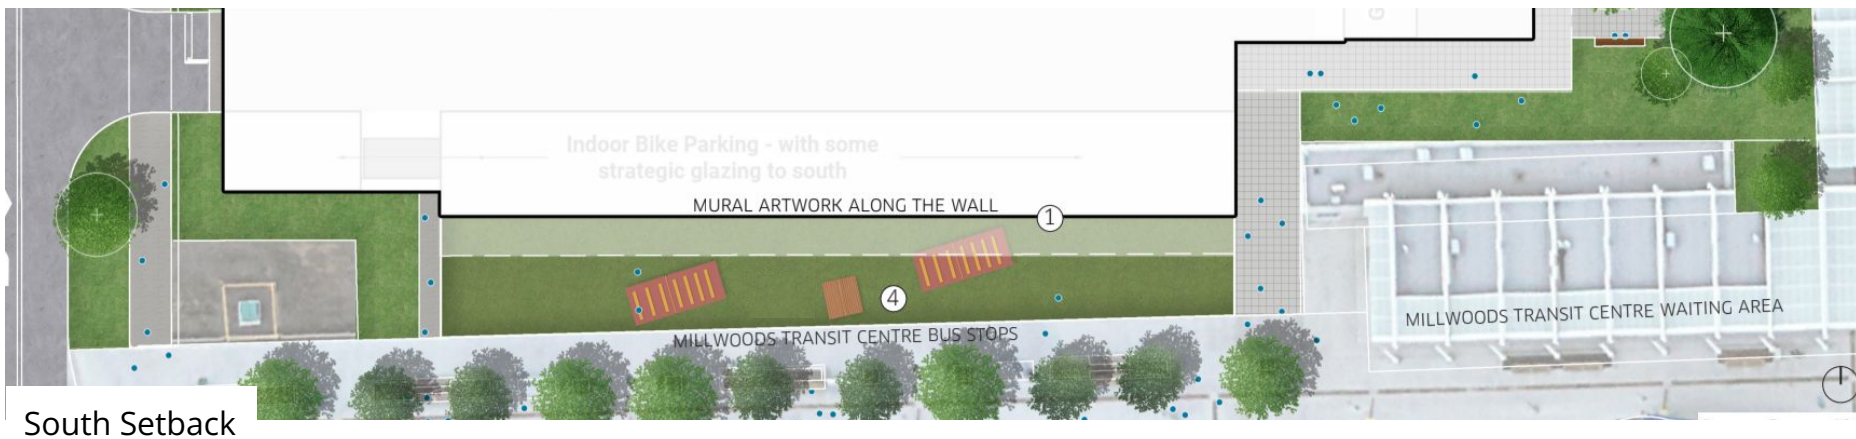 G
Indoor Bike Parking - with some
strategic glazing to south
MURAL ARTWORK ALONG THE WALL
1
4
MILLWOODS TRANSIT CENTRE BUS STOPS
MILLWOODS TRANSIT CENTRE WAITING AREA
South Setback